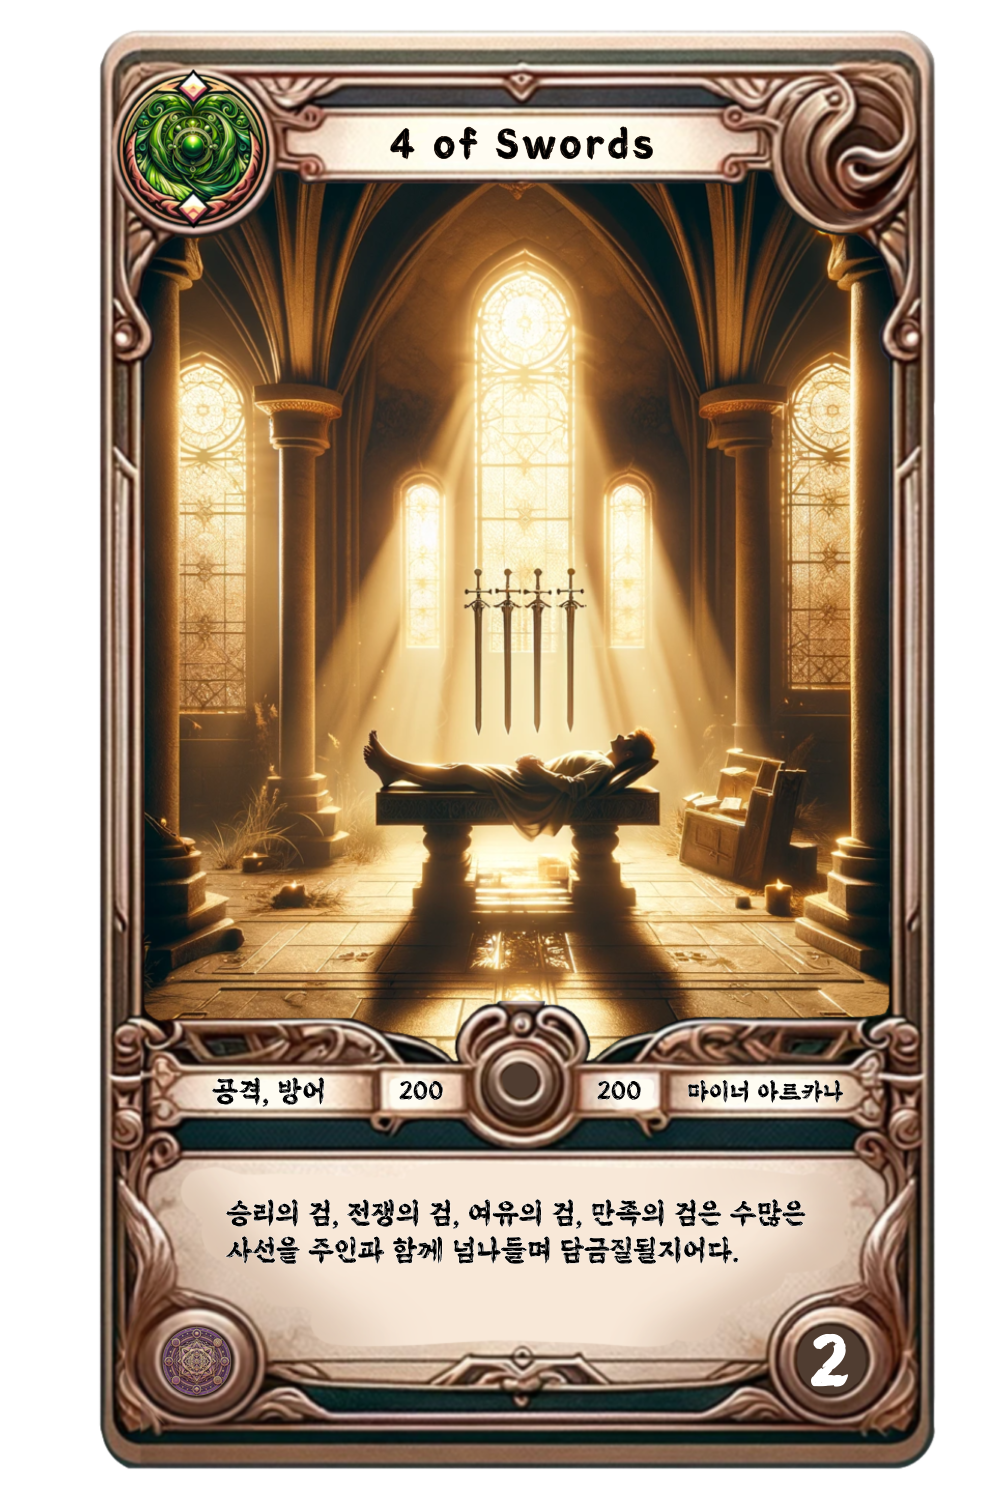 4 of Swords
공격, 방어 200 200 마이너 아르카나
승리의 검, 전쟁의 검, 여유의 검, 만족의 검은 수많은
사선을 주인과 함께 넘나들며 담금질될지어다.
2